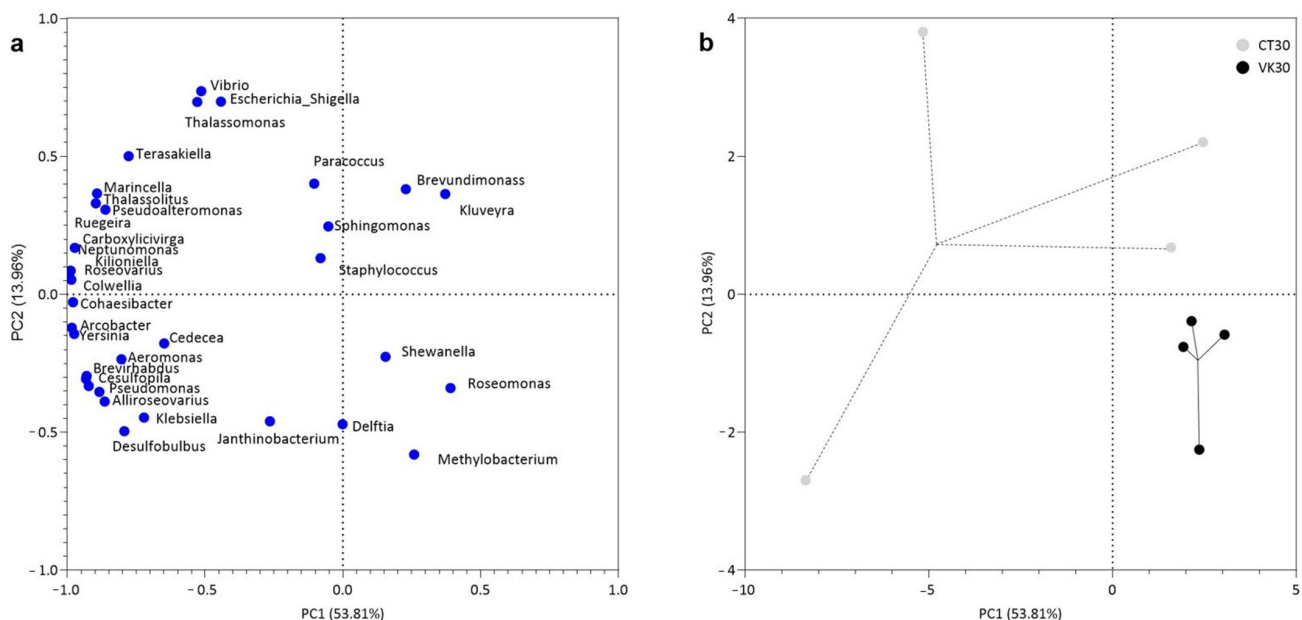 a
1.0
0.5
0.0
−0.5
−1.0
PC2 (13.96%)
Vibrio
Escherichia_Shigella
Thalassomonas
Terasakiella
Paracoccus
Brevundimonass
Marincella
Thalassolitus
Kluveyra
Pseudoalteromonas
Ruegeira
Sphingomonas
Carboxylicivirga
Neptunomonas
Kilioniella
Roseovarius
Staphylococcus
Colwellia
Cohaesibacter
Arcobacter
Yersinia
Cedecea
Shewanella
Aeromonas
Brevirhabdus
Cesulfopila
Roseomonas
Pseudomonas
Alliroseovarius
Klebsiella
Delftia
Janthinobacterium
Desulfobulbus
Methylobacterium
−1.0
−0.5
0.0
0.5
1.0
PC1 (53.81%)
b
4
2
0
−2
−4
PC2 (13.96%)
CT30
VK30
−10
−5
0
5
PC1 (53.81%)